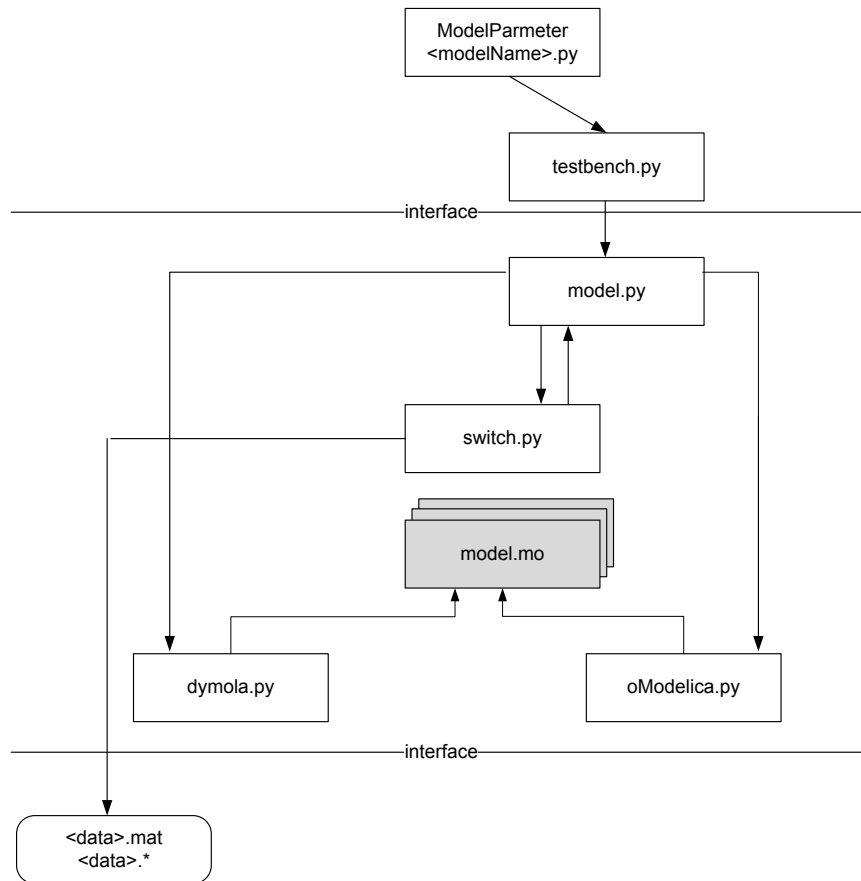 ModelParmeter
<modelName>.py
testbench.py
interface
model.py
switch.py
model.mo
dymola.py
oModelica.py
interface
<data>.mat
<data>.*